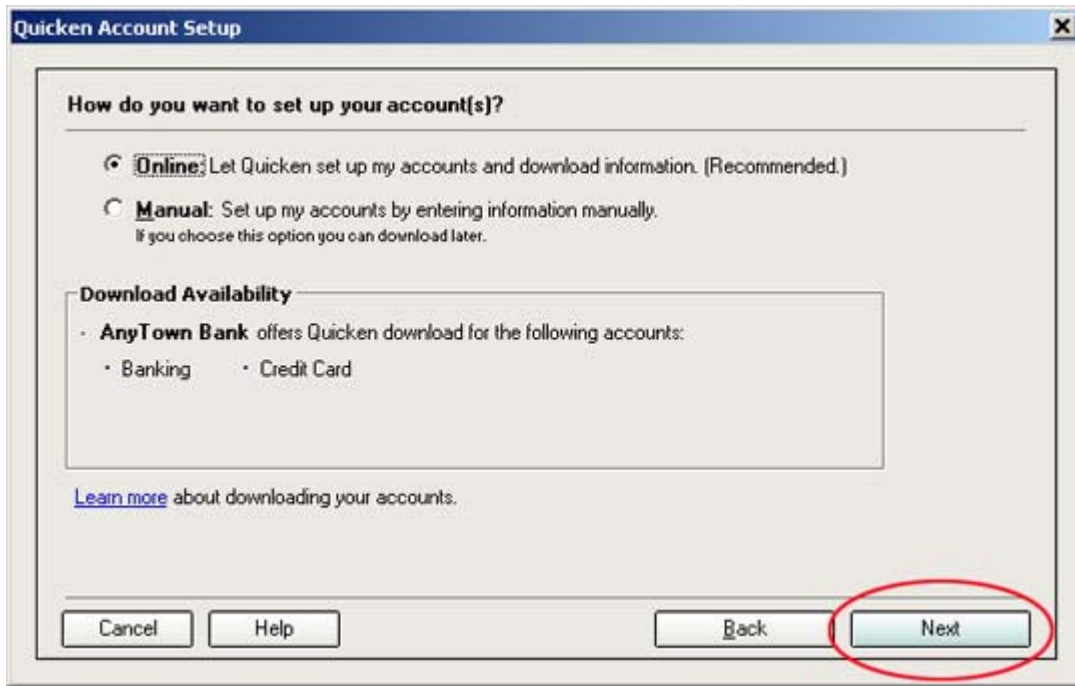 Quicken Account Setup
How do you want to set up your account(s)?
Online: Let Quicken set up my accounts and download information. (Recommended.)
Manual: Set up my accounts by entering information manually.
If you choose this option you can download later.
Download Availability
· AnyTown Bank offers Quicken download for the following accounts:
· Banking · Credit Card
Learn more about downloading your accounts.
Cancel Help Back Next